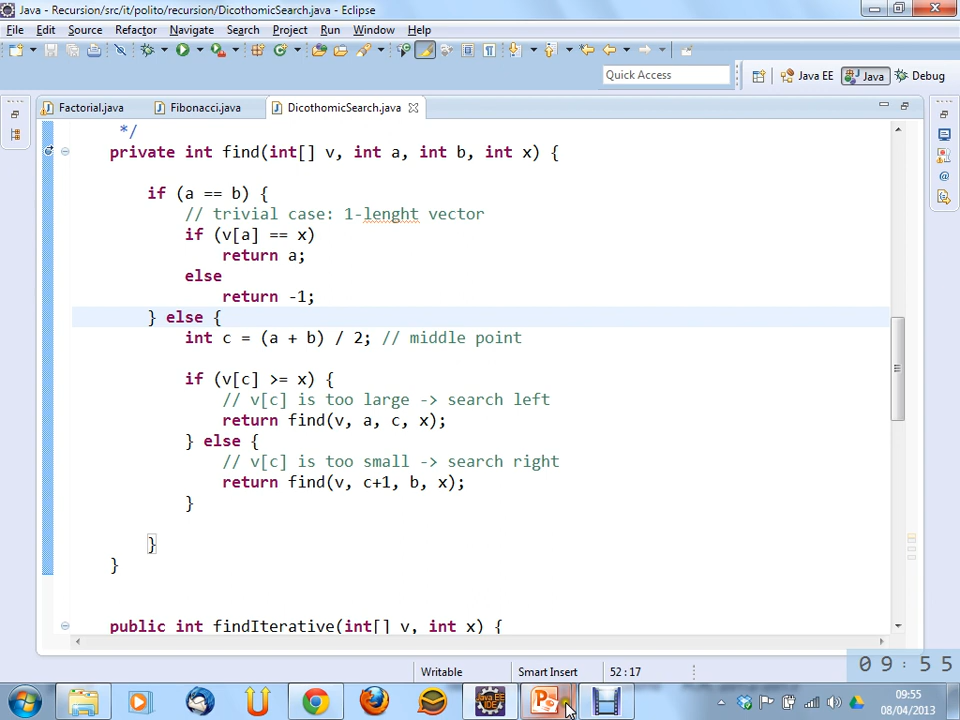 Java - Recursion/src/it/polito/recursion/DicothomicSearch.java - Eclipse
File Edit Source Refactor Navigate Search Project Run Window Help
Quick Access
Java EE
Java
Debug
Factorial.java
Fibonacci.java
DicothomicSearch.java
*/
private int find(int[] v, int a, int b, int x) {
if (a == b) {
// trivial case: 1-lenght vector
if (v[a] == x)
return a;
else
return -1;
} else {
int c = (a + b) / 2; // middle point
if (v[c] >= x) {
// v[c] is too large -> search left
return find(v, a, c, x);
} else {
// v[c] is too small -> search right
return find(v, c+1, b, x);
}
}
}
public int findIterative(int[] v, int x) {
Writable
Smart Insert
52 : 17
09:55
Java EE
IDE
09:55
08/04/2013